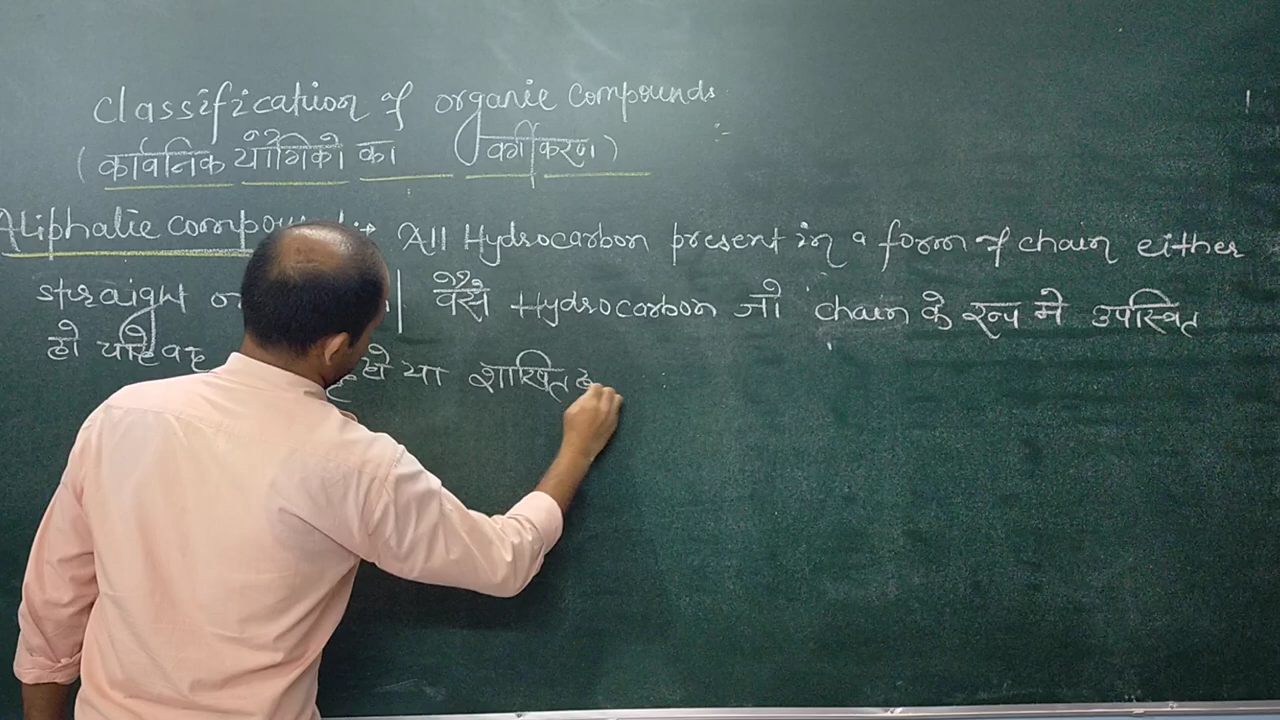 Classification of organic compounds :-
(कार्बनिक यौगिको का वर्गीकरण)
Aliphatic compound :→ All Hydrocarbon present in a form of chain either
straight or | वैसे Hydrocarbon जो chain के रूप मे उपस्थित
हो चाहे वह हो या शाखित